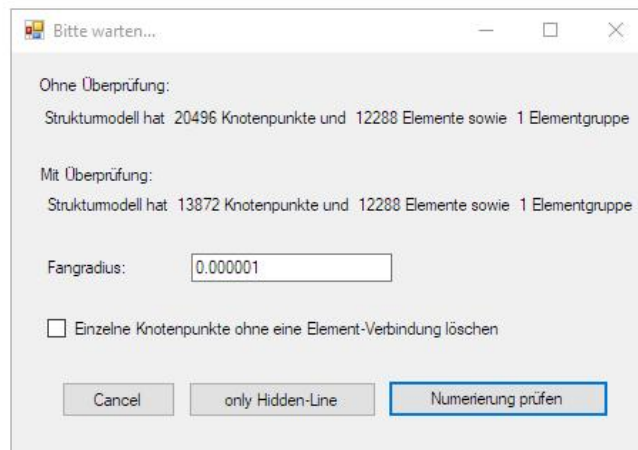 Bitte warten...
Ohne Überprüfung:
Strukturmodell hat 20496 Knotenpunkte und 12288 Elemente sowie 1 Elementgruppe
Mit Überprüfung:
Strukturmodell hat 13872 Knotenpunkte und 12288 Elemente sowie 1 Elementgruppe
Fangradius: 0.000001
Einzelne Knotenpunkte ohne eine Element-Verbindung löschen
Cancel only Hidden-Line Numerierung prüfen